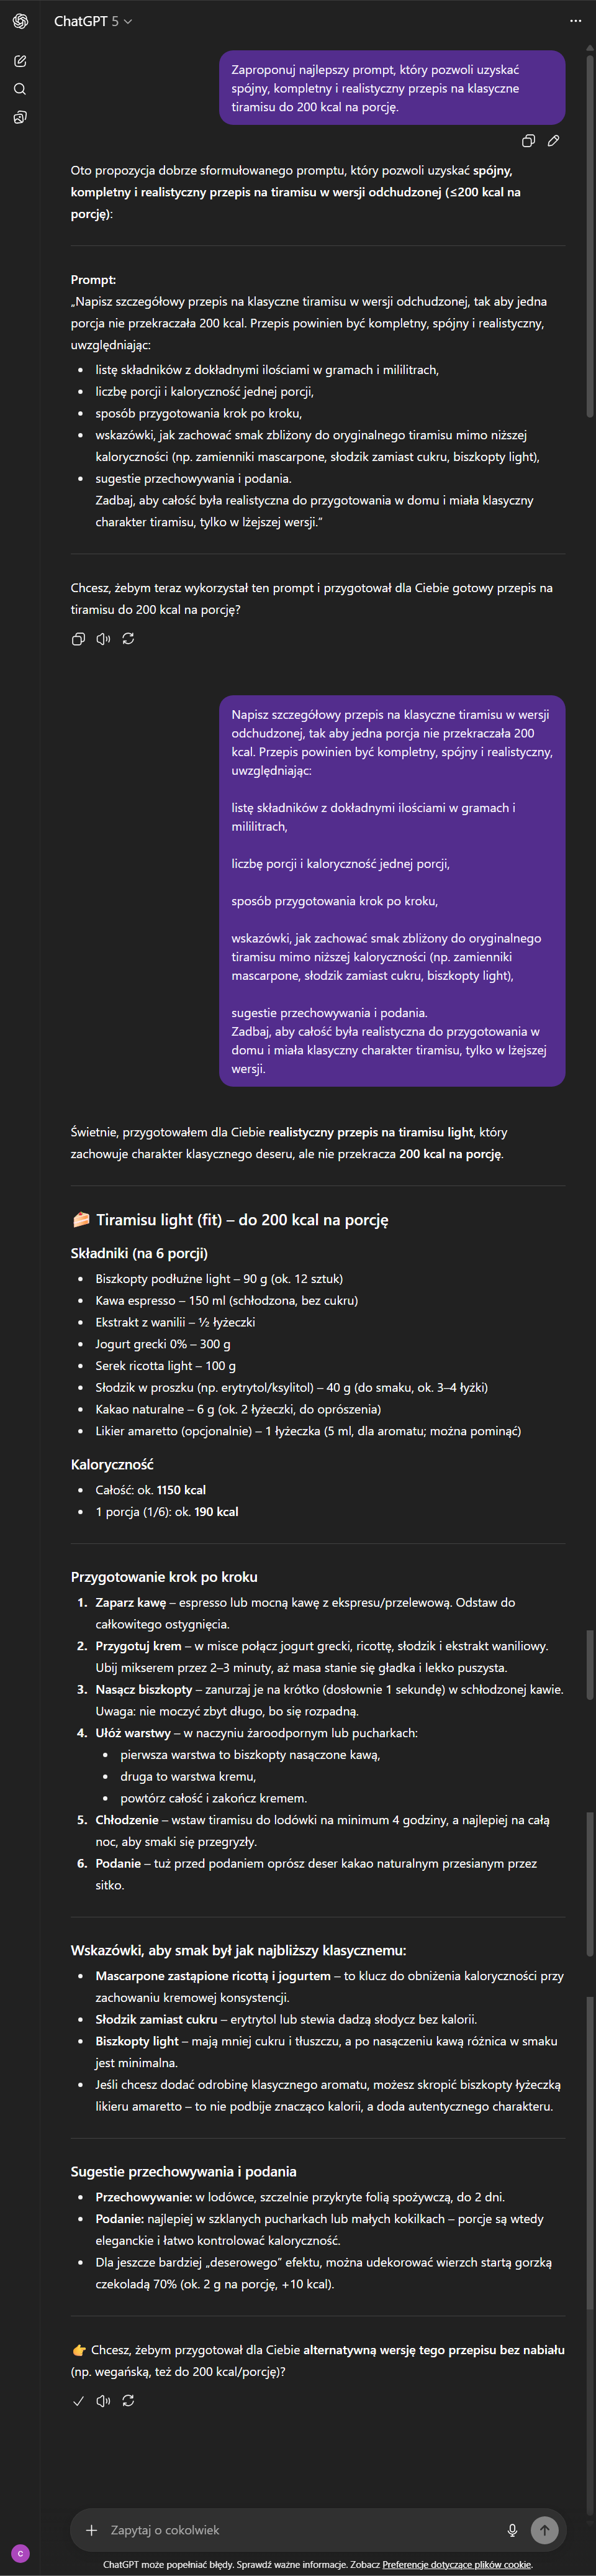 ChatGPT 5
Zaproponuj najlepszy prompt, który pozwoli uzyskać
spójny, kompletny i realistyczny przepis na klasyczne
tiramisu do 200 kcal na porcję.
Oto propozycja dobrze sformułowanego promptu, który pozwoli uzyskać spójny,
kompletny i realistyczny przepis na tiramisu w wersji odchudzonej (≤200 kcal na
porcję):
Prompt:
„Napisz szczegółowy przepis na klasyczne tiramisu w wersji odchudzonej, tak aby jedna
porcja nie przekraczała 200 kcal. Przepis powinien być kompletny, spójny i realistyczny,
uwzględniając:
• listę składników z dokładnymi ilościami w gramach i mililitrach,
• liczbę porcji i kaloryczność jednej porcji,
• sposób przygotowania krok po kroku,
• wskazówki, jak zachować smak zbliżony do oryginalnego tiramisu mimo niższej
kaloryczności (np. zamienniki mascarpone, słodzik zamiast cukru, biszkopty light),
• sugestie przechowywania i podania.
Zadbaj, aby całość była realistyczna do przygotowania w domu i miała klasyczny
charakter tiramisu, tylko w lżejszej wersji.”
Chcesz, żebym teraz wykorzystał ten prompt i przygotował dla Ciebie gotowy przepis na
tiramisu do 200 kcal na porcję?
Napisz szczegółowy przepis na klasyczne tiramisu w wersji
odchudzonej, tak aby jedna porcja nie przekraczała 200
kcal. Przepis powinien być kompletny, spójny i realistyczny,
uwzględniając:
listę składników z dokładnymi ilościami w gramach i
mililitrach,
liczbę porcji i kaloryczność jednej porcji,
sposób przygotowania krok po kroku,
wskazówki, jak zachować smak zbliżony do oryginalnego
tiramisu mimo niższej kaloryczności (np. zamienniki
mascarpone, słodzik zamiast cukru, biszkopty light),
sugestie przechowywania i podania.
Zadbaj, aby całość była realistyczna do przygotowania w
domu i miała klasyczny charakter tiramisu, tylko w lżejszej
wersji.
Świetnie, przygotowałem dla Ciebie realistyczny przepis na tiramisu light, który
zachowuje charakter klasycznego deseru, ale nie przekracza 200 kcal na porcję.
🍰 Tiramisu light (fit) – do 200 kcal na porcję
Składniki (na 6 porcji)
• Biszkopty podłużne light – 90 g (ok. 12 sztuk)
• Kawa espresso – 150 ml (schłodzona, bez cukru)
• Ekstrakt z wanilii – ½ łyżeczki
• Jogurt grecki 0% – 300 g
• Serek ricotta light – 100 g
• Słodzik w proszku (np. erytrytol/ksylitol) – 40 g (do smaku, ok. 3–4 łyżki)
• Kakao naturalne – 6 g (ok. 2 łyżeczki, do oprószenia)
• Likier amaretto (opcjonalnie) – 1 łyżeczka (5 ml, dla aromatu; można pominąć)
Kaloryczność
• Całość: ok. 1150 kcal
• 1 porcja (1/6): ok. 190 kcal
Przygotowanie krok po kroku
1. Zaparz kawę – espresso lub mocną kawę z ekspresu/przelewową. Odstaw do
całkowitego ostygnięcia.
2. Przygotuj krem – w misce połącz jogurt grecki, ricottę, słodzik i ekstrakt waniliowy.
Ubij mikserem przez 2–3 minuty, aż masa stanie się gładka i lekko puszysta.
3. Nasącz biszkopty – zanurzaj je na krótko (dosłownie 1 sekundę) w schłodzonej kawie.
Uwaga: nie moczyć zbyt długo, bo się rozpadną.
4. Ułóż warstwy – w naczyniu żaroodpornym lub pucharkach:
• pierwsza warstwa to biszkopty nasączone kawą,
• druga to warstwa kremu,
• powtórz całość i zakończ kremem.
5. Chłodzenie – wstaw tiramisu do lodówki na minimum 4 godziny, a najlepiej na całą
noc, aby smaki się przegryzły.
6. Podanie – tuż przed podaniem oprósz deser kakao naturalnym przesianym przez
sitko.
Wskazówki, aby smak był jak najbliższy klasycznemu:
• Mascarpone zastąpione ricottą i jogurtem – to klucz do obniżenia kaloryczności przy
zachowaniu kremowej konsystencji.
• Słodzik zamiast cukru – erytrytol lub stewia dadzą słodycz bez kalorii.
• Biszkopty light – mają mniej cukru i tłuszczu, a po nasączeniu kawą różnica w smaku
jest minimalna.
• Jeśli chcesz dodać odrobinę klasycznego aromatu, możesz skropić biszkopty łyżeczką
likieru amaretto – to nie podbije znacząco kalorii, a doda autentycznego charakteru.
Sugestie przechowywania i podania
• Przechowywanie: w lodówce, szczelnie przykryte folią spożywczą, do 2 dni.
• Podanie: najlepiej w szklanych pucharkach lub małych kokilkach – porcje są wtedy
eleganckie i łatwo kontrolować kaloryczność.
• Dla jeszcze bardziej „deserowego” efektu, można udekorować wierzch startą gorzką
czekoladą 70% (ok. 2 g na porcję, +10 kcal).
👉 Chcesz, żebym przygotował dla Ciebie alternatywną wersję tego przepisu bez nabiału
(np. wegańską, też do 200 kcal/porcję)?
Zapytaj o cokolwiek
C
ChatGPT może popełniać błędy. Sprawdź ważne informacje. Zobacz Preferencje dotyczące plików cookie.